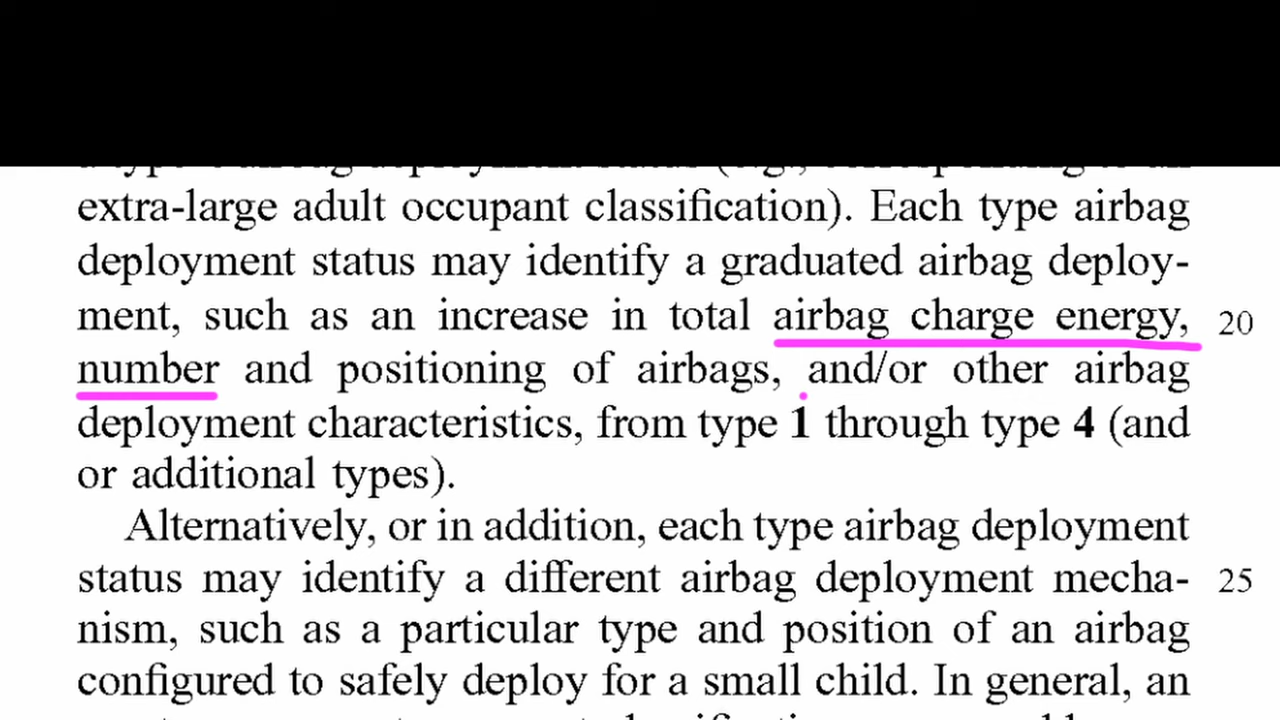 extra-large adult occupant classification). Each type airbag
deployment status may identify a graduated airbag deploy-
ment, such as an increase in total airbag charge energy, 20
number and positioning of airbags, and/or other airbag
deployment characteristics, from type 1 through type 4 (and
or additional types).
Alternatively, or in addition, each type airbag deployment
status may identify a different airbag deployment mecha- 25
nism, such as a particular type and position of an airbag
configured to safely deploy for a small child. In general, an